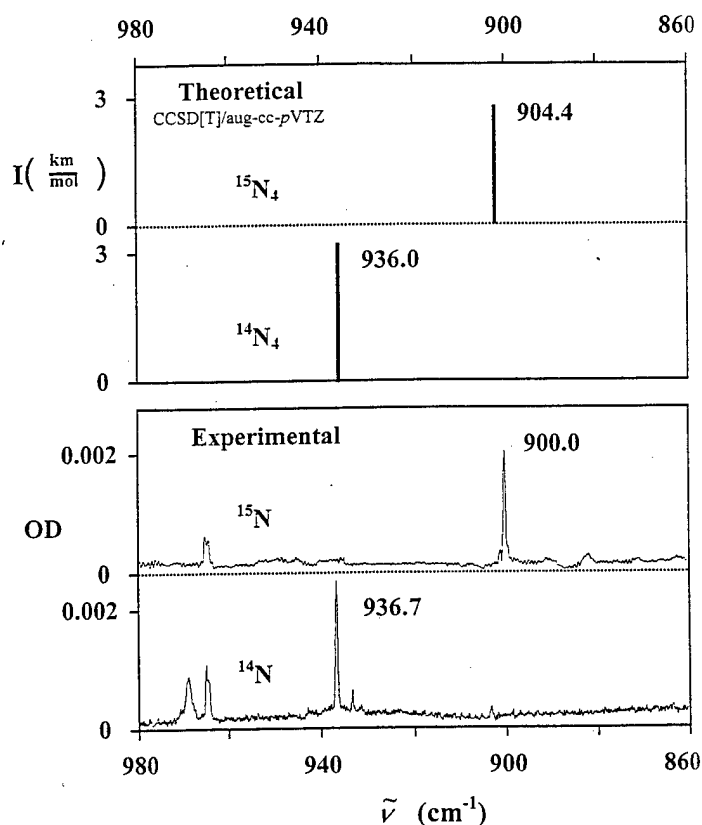 980 940 900 860
Theoretical
CCSD[T]/aug-cc-pVTZ
3
904.4
I( km/mol )
¹⁵N₄
0
3
936.0
¹⁴N₄
0
Experimental
900.0
0.002
¹⁵N
OD
0
0.002
936.7
¹⁴N
0
980 940 900 860
ν̃ (cm⁻¹)